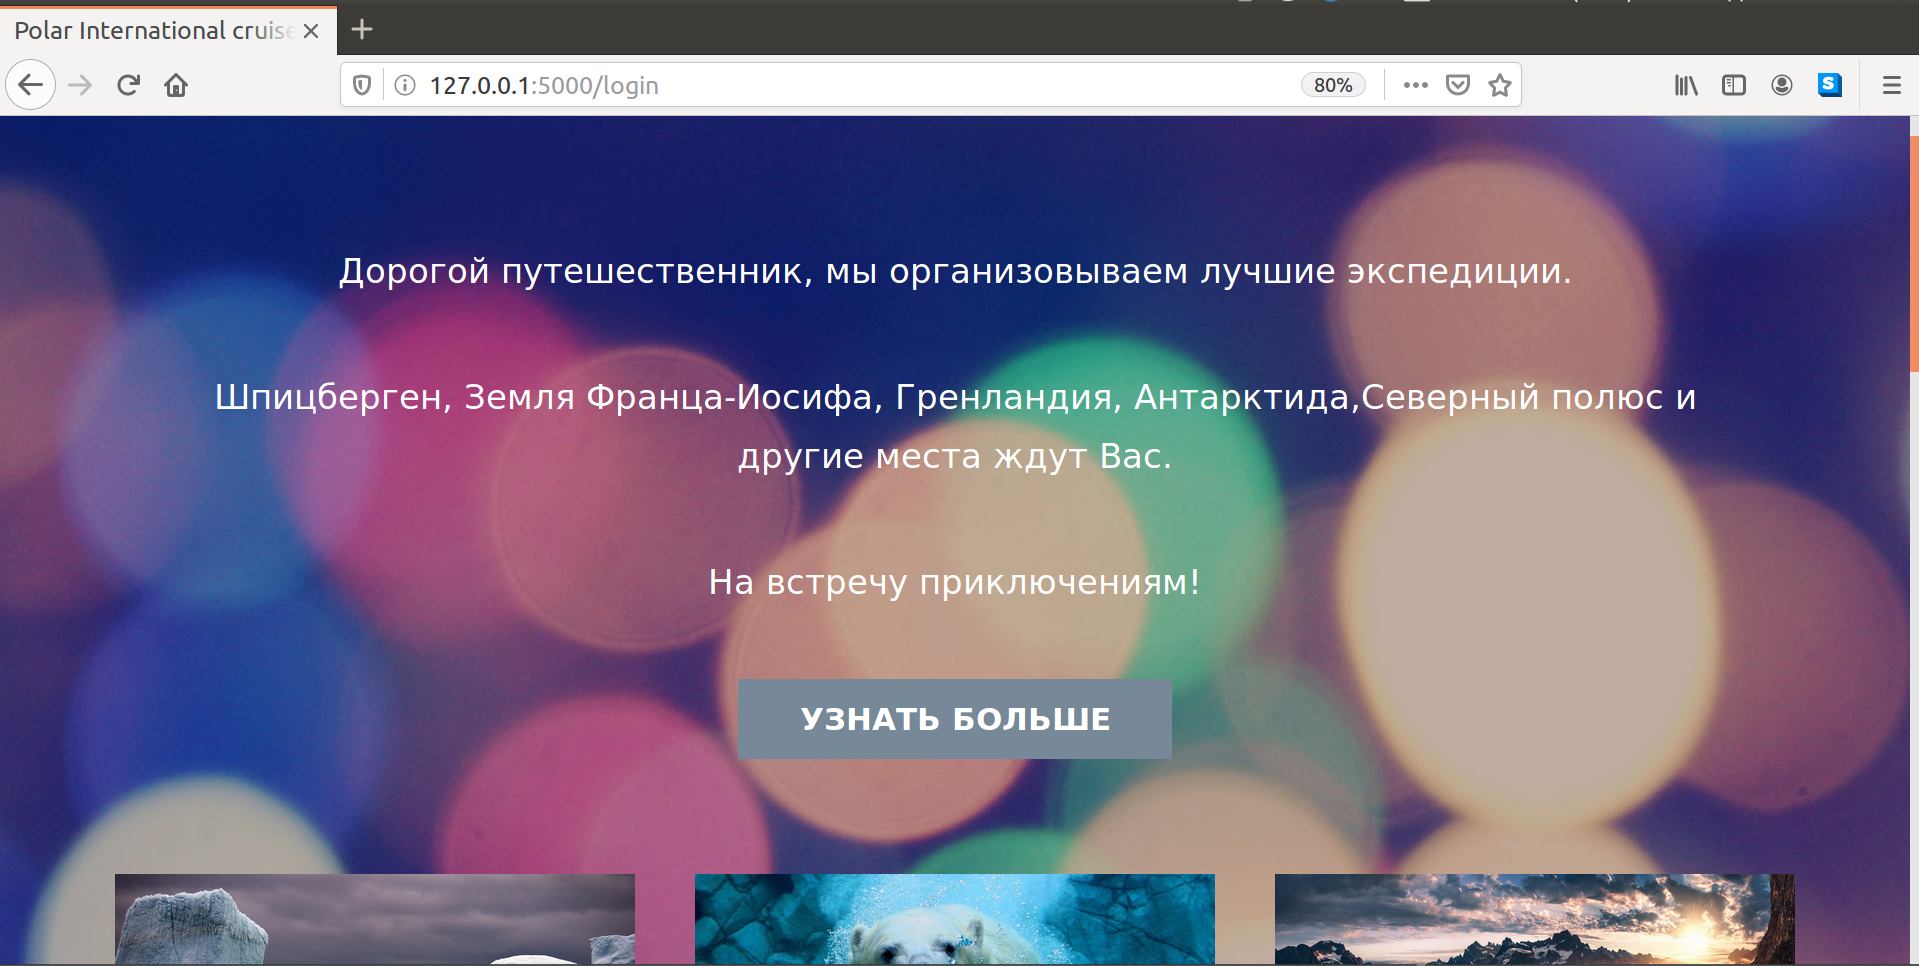 Polar International cruise
127.0.0.1:5000/login
80%
Дорогой путешественник, мы организовываем лучшие экспедиции.
Шпицберген, Земля Франца-Иосифа, Гренландия, Антарктида,Северный полюс и
другие места ждут Вас.
На встречу приключениям!
УЗНАТЬ БОЛЬШЕ